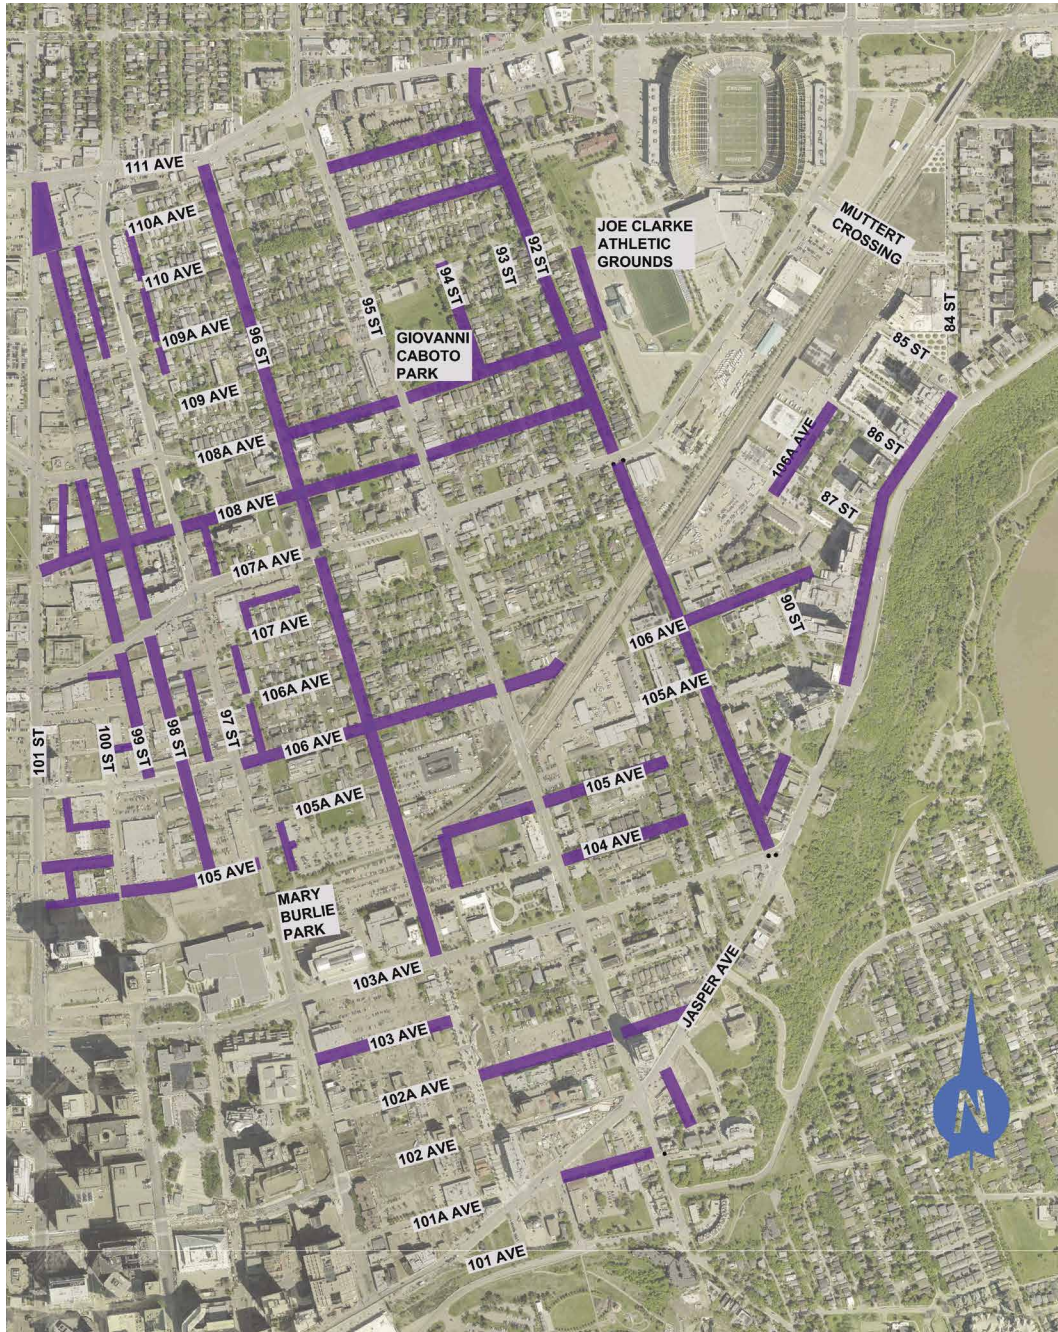 111 AVE
110A AVE
110 AVE
109A AVE
109 AVE
108A AVE
108 AVE
107A AVE
107 AVE
106A AVE
106 AVE
105A AVE
105 AVE
MARY
BURLIE
PARK
103A AVE
103 AVE
102A AVE
102 AVE
101A AVE
101 AVE
101 ST
100 ST
99 ST
98 ST
97 ST
96 ST
95 ST
94 ST
93 ST
92 ST
GIOVANNI
CABOTO
PARK
JOE CLARKE
ATHLETIC
GROUNDS
MUTTERT
CROSSING
84 ST
85 ST
86 ST
87 ST
106A AVE
90 ST
106 AVE
105A AVE
105 AVE
104 AVE
JASPER AVE
N